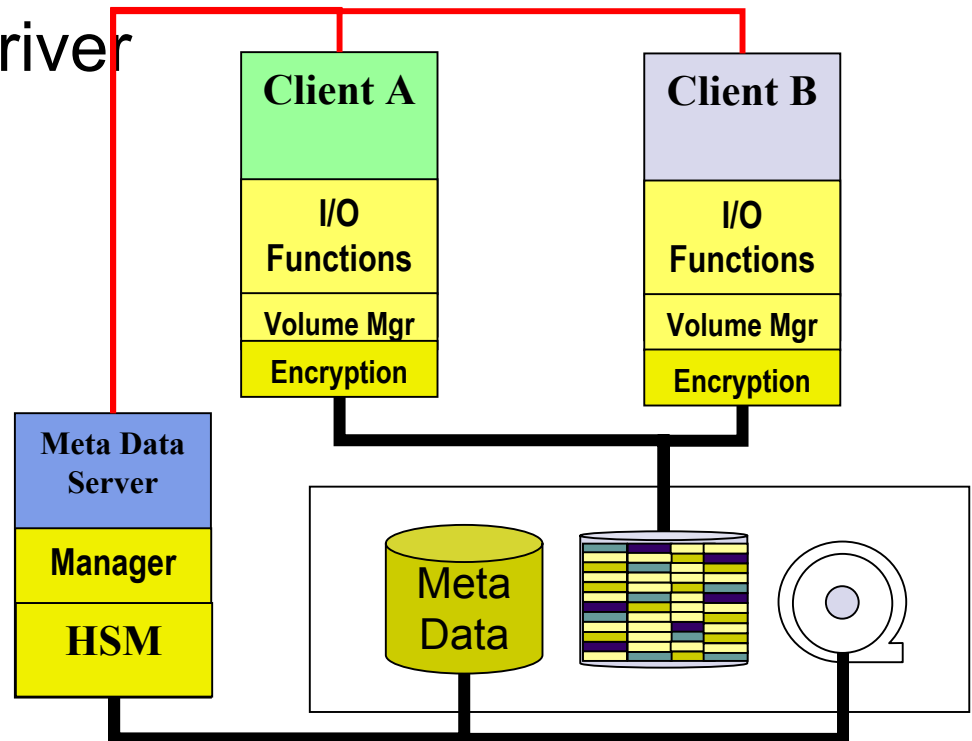 river
Client A
Client B
I/O
Functions
I/O
Functions
Volume Mgr
Volume Mgr
Encryption
Encryption
Meta Data
Server
Manager
HSM
Meta
Data